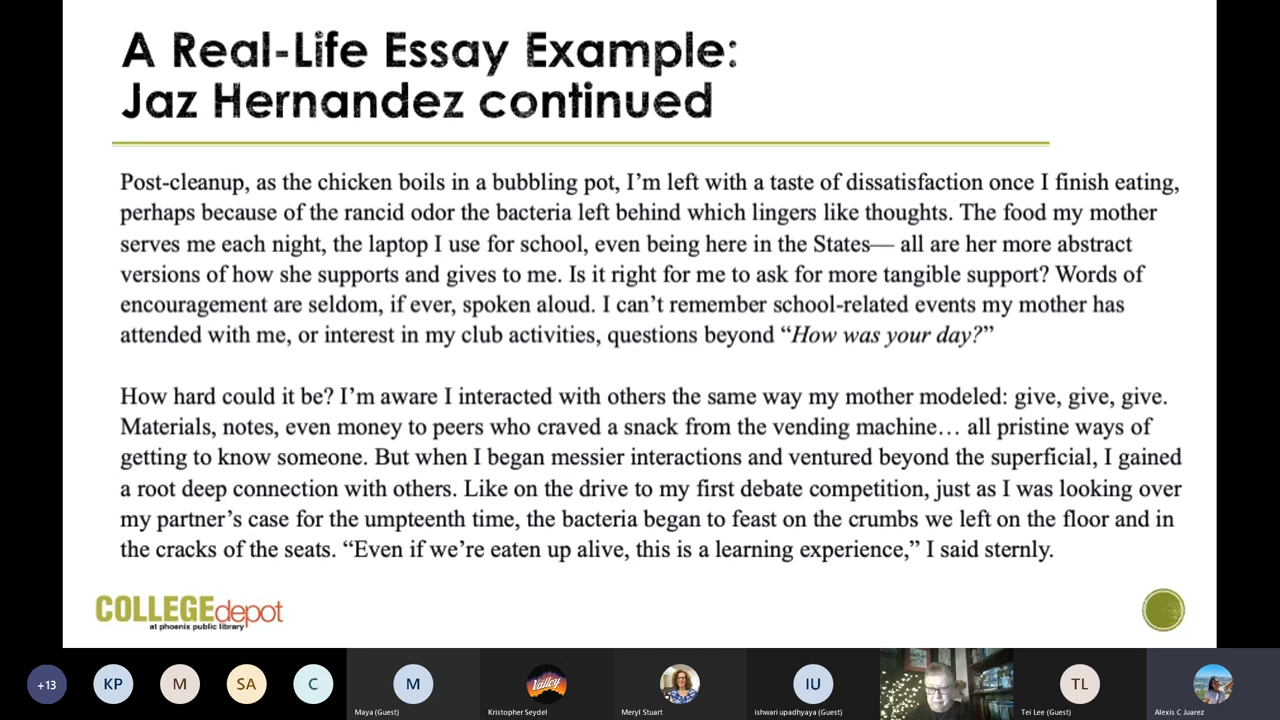 A Real-Life Essay Example:
Jaz Hernandez continued
Post-cleanup, as the chicken boils in a bubbling pot, I’m left with a taste of dissatisfaction once I finish eating,
perhaps because of the rancid odor the bacteria left behind which lingers like thoughts. The food my mother
serves me each night, the laptop I use for school, even being here in the States— all are her more abstract
versions of how she supports and gives to me. Is it right for me to ask for more tangible support? Words of
encouragement are seldom, if ever, spoken aloud. I can’t remember school-related events my mother has
attended with me, or interest in my club activities, questions beyond “How was your day?”
How hard could it be? I’m aware I interacted with others the same way my mother modeled: give, give, give.
Materials, notes, even money to peers who craved a snack from the vending machine… all pristine ways of
getting to know someone. But when I began messier interactions and ventured beyond the superficial, I gained
a root deep connection with others. Like on the drive to my first debate competition, just as I was looking over
my partner’s case for the umpteenth time, the bacteria began to feast on the crumbs we left on the floor and in
the cracks of the seats. “Even if we’re eaten up alive, this is a learning experience,” I said sternly.
COLLEGEdepot
at phoenix public library
+13
KP
M
SA
C
M
Valley
IU
TL
Maya (Guest)
Kristopher Seydel
Meryl Stuart
ishwari upadhyaya (Guest)
Tei Lee (Guest)
Alexis C Juarez